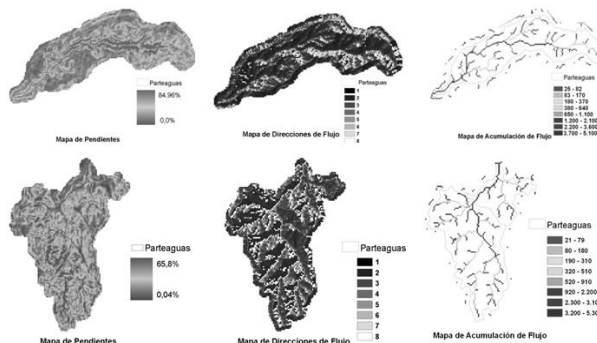 Parteaguas
84,96%
0,0%
Mapa de Pendientes
Parteaguas
1
2
3
4
5
6
7
8
Mapa de Direcciones de Flujo
Parteaguas
25 - 82
83 - 170
180 - 370
380 - 640
650 - 1.100
1.200 - 2.100
2.200 - 3.600
3.700 - 5.100
Mapa de Acumulación de Flujo
Parteaguas
65,8%
0,04%
Mapa de Pendientes
Parteaguas
1
2
3
4
5
6
7
8
Mapa de Direcciones de Flujo
Parteaguas
21 - 79
80 - 180
190 - 310
320 - 510
520 - 910
920 - 2.200
2.300 - 3.10
3.200 - 5.30
Mapa de Acumulación de Flujo